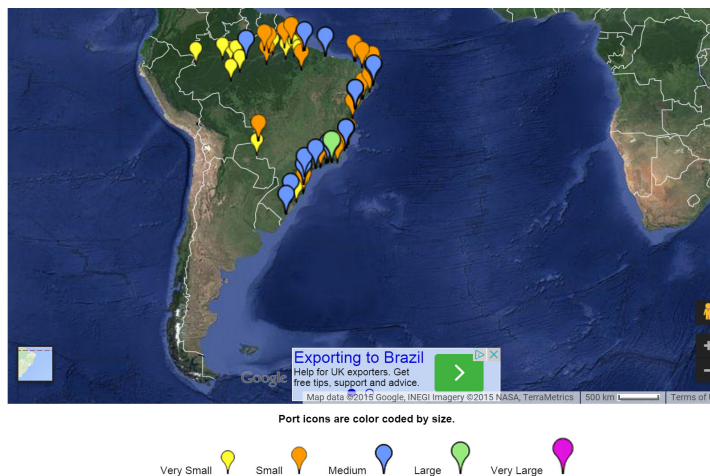 Exporting to Brazil
Help for UK exporters. Get
free tips, support and advice.
Google
Map data ©2015 Google, INEGI Imagery ©2015 NASA, TerraMetrics
500 km
Terms of
Port icons are color coded by size.
Very Small
Small
Medium
Large
Very Large